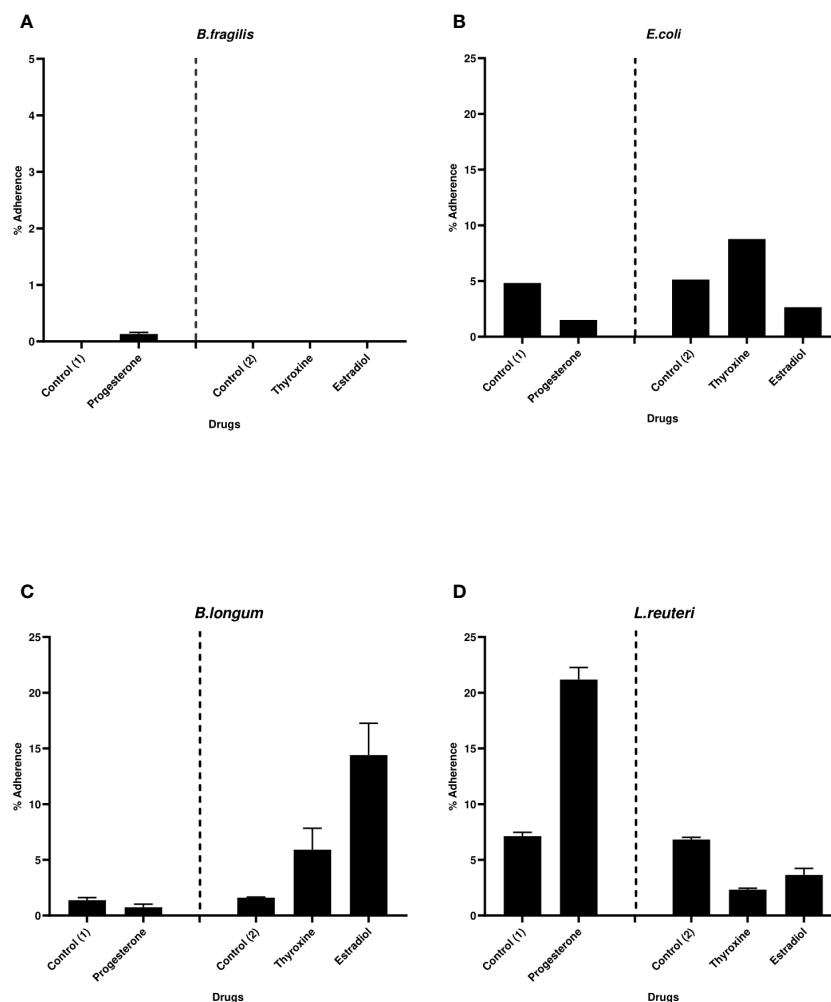 A
B.fragilis
5
4
3
2
1
0
% Adherence
Control (1)
Progesterone
Control (2)
Thyroxine
Estradiol
Drugs
B
E.coli
25
20
15
10
5
0
% Adherence
Control (1)
Progesterone
Control (2)
Thyroxine
Estradiol
Drugs
C
B.longum
25
20
15
10
5
0
% Adherence
Control (1)
Progesterone
Control (2)
Thyroxine
Estradiol
Drugs
D
L.reuteri
25
20
15
10
5
0
% Adherence
Control (1)
Progesterone
Control (2)
Thyroxine
Estradiol
Drugs